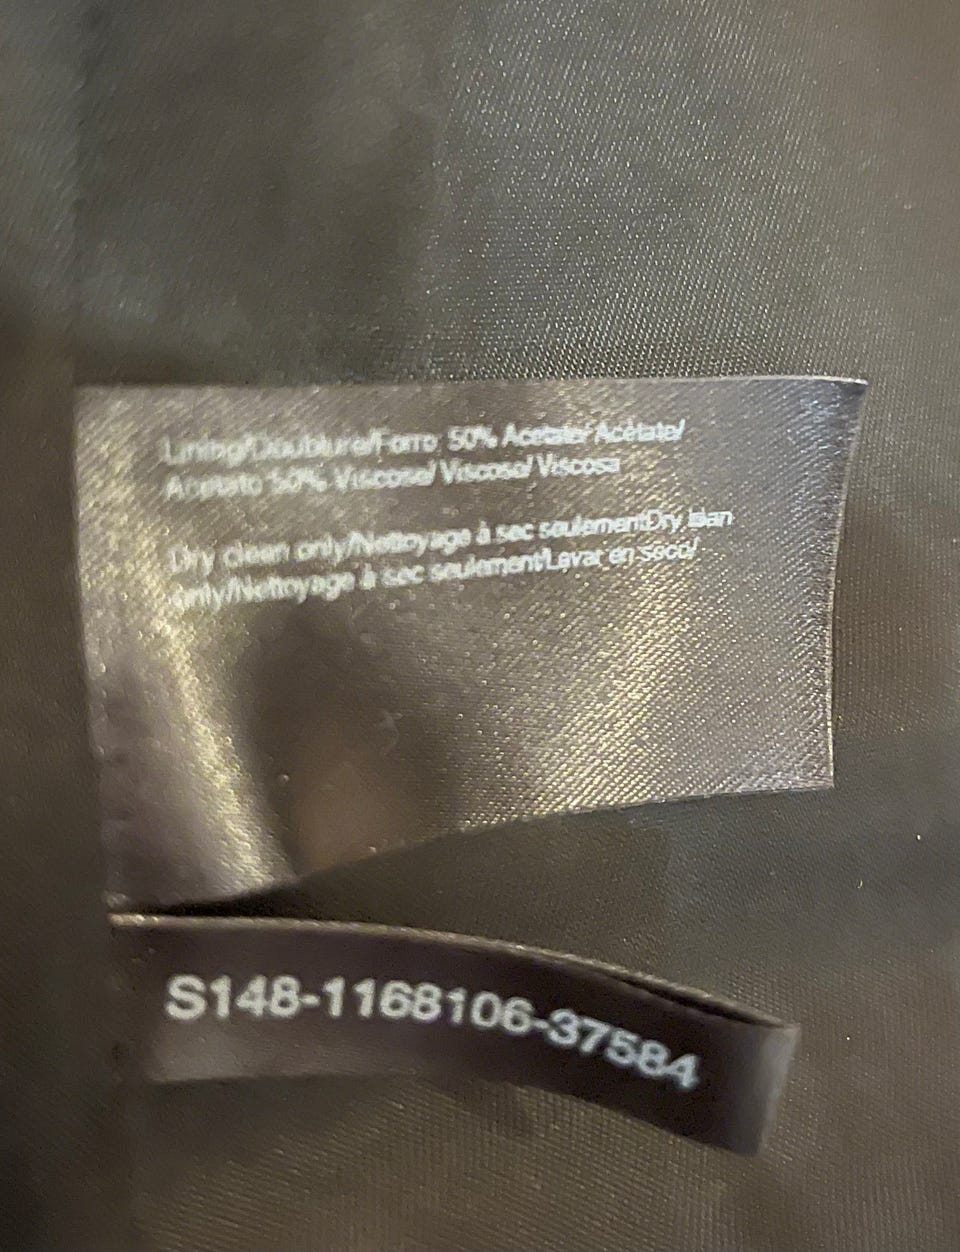 Lining/Doublure/Forro: 50% Acetate/ Acétate/
Acetato 50% Viscose/ Viscose/ Viscosa
Dry clean only/Nettoyage à sec seulementDry lean
only/Nettoyage à sec seulement/Lavar en seco/
S148-1168106-37584